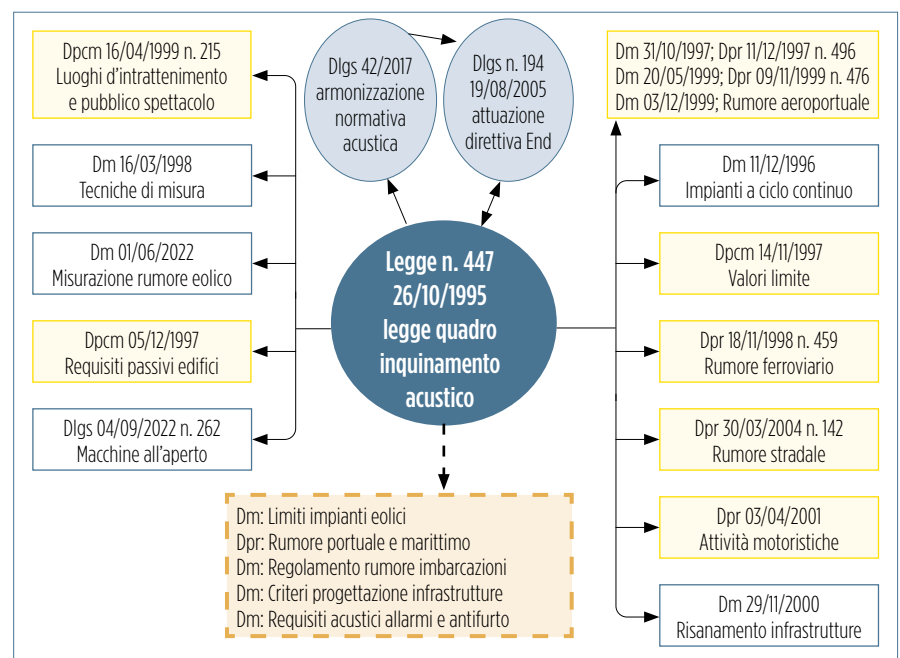 Dpcm 16/04/1999 n. 215
Luoghi d'intrattenimento
e pubblico spettacolo
Dm 16/03/1998
Tecniche di misura
Dm 01/06/2022
Misurazione rumore eolico
Dpcm 05/12/1997
Requisiti passivi edifici
Dlgs 04/09/2022 n. 262
Macchine all'aperto
Dlgs 42/2017
armonizzazione
normativa
acustica
Dlgs n. 194
19/08/2005
attuazione
direttiva End
Legge n. 447
26/10/1995
legge quadro
inquinamento
acustico
Dm: Limiti impianti eolici
Dpr: Rumore portuale e marittimo
Dm: Regolamento rumore imbarcazioni
Dm: Criteri progettazione infrastrutture
Dm: Requisiti acustici allarmi e antifurto
Dm 31/10/1997; Dpr 11/12/1997 n. 496
Dm 20/05/1999; Dpr 09/11/1999 n. 476
Dm 03/12/1999; Rumore aeroportuale
Dm 11/12/1996
Impianti a ciclo continuo
Dpcm 14/11/1997
Valori limite
Dpr 18/11/1998 n. 459
Rumore ferroviario
Dpr 30/03/2004 n. 142
Rumore stradale
Dpr 03/04/2001
Attività motoristiche
Dm 29/11/2000
Risanamento infrastrutture